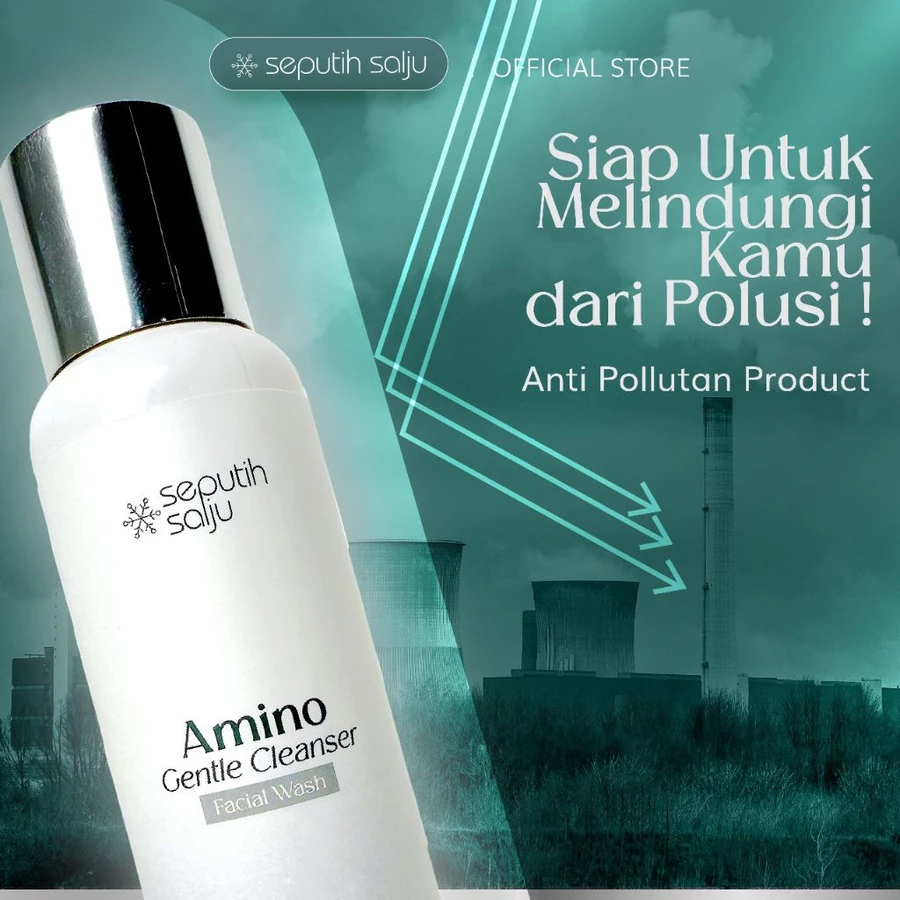 seputih salju
OFFICIAL STORE
Siap Untuk
Melindungi
Kamu
dari Polusi !
Anti Pollutan Product
seputih
salju
Amino
Gentle Cleanser
Facial Wash